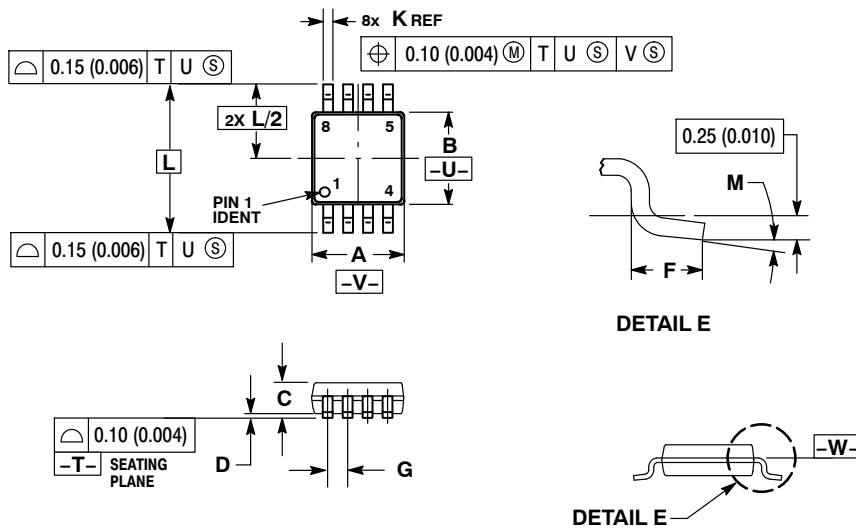 8x K REF
⌖ 0.10 (0.004) Ⓜ T U Ⓢ V Ⓢ
⌓ 0.15 (0.006) T U Ⓢ
2X L/2
8
5
B
-U-
L
PIN 1
IDENT
1
4
⌓ 0.15 (0.006) T U Ⓢ
A
-V-
0.25 (0.010)
M
F
DETAIL E
C
⌓ 0.10 (0.004)
-T- SEATING
PLANE
D
G
-W-
DETAIL E